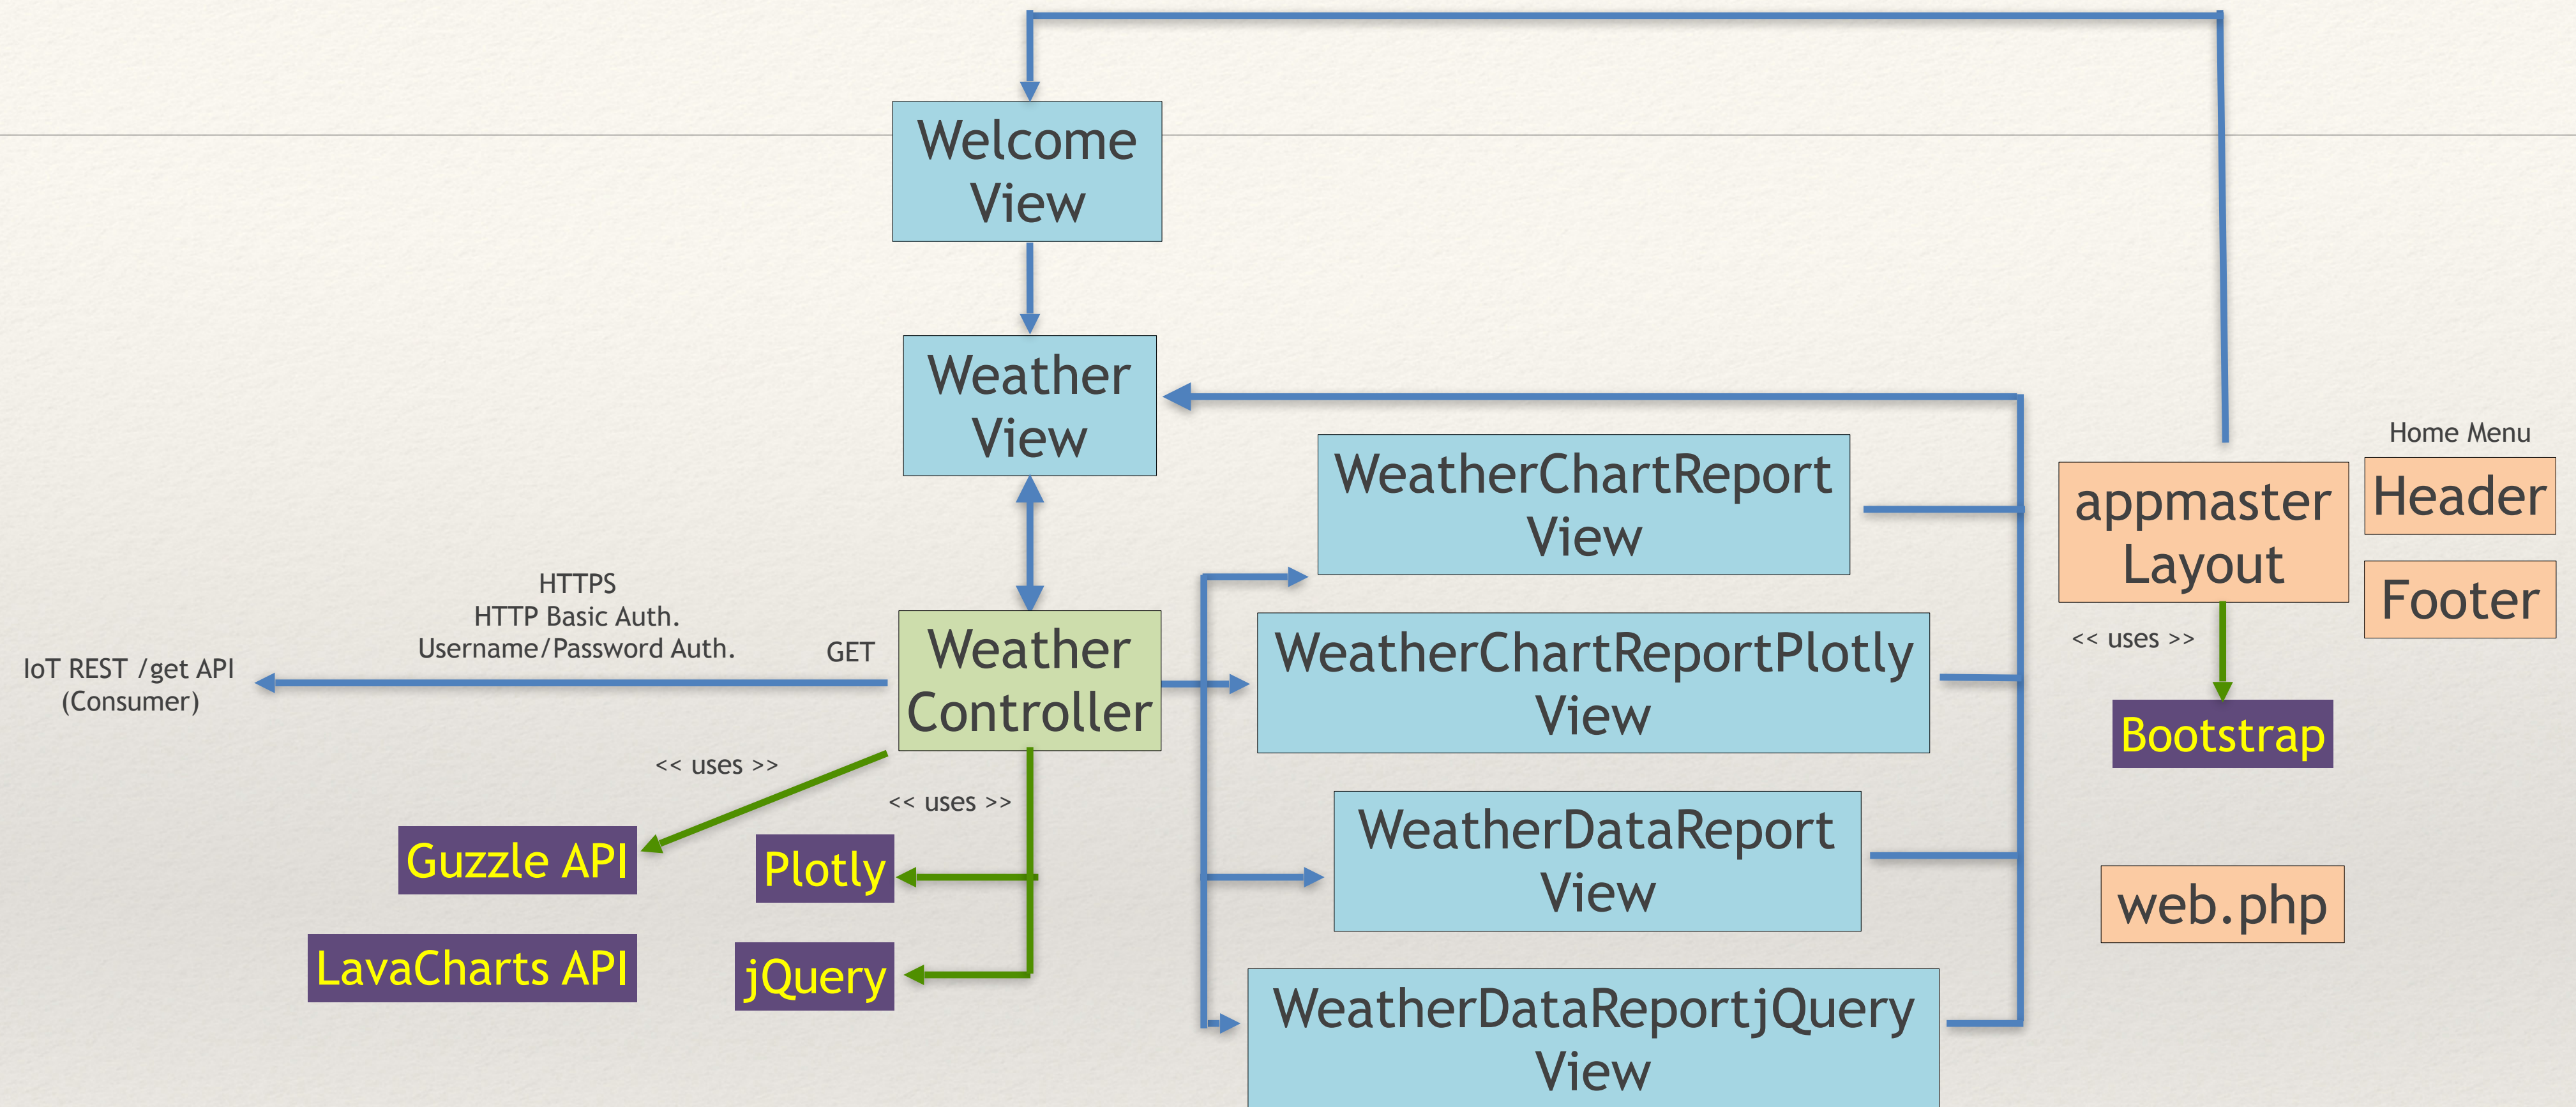 Welcome
View
Weather
View
HTTPS
HTTP Basic Auth.
Username/Password Auth.
GET
IoT REST /get API
(Consumer)
Weather
Controller
<< uses >>
<< uses >>
Guzzle API
LavaCharts API
Plotly
jQuery
WeatherChartReport
View
WeatherChartReportPlotly
View
WeatherDataReport
View
WeatherDataReportjQuery
View
Home Menu
appmaster
Layout
Header
Footer
<< uses >>
Bootstrap
web.php